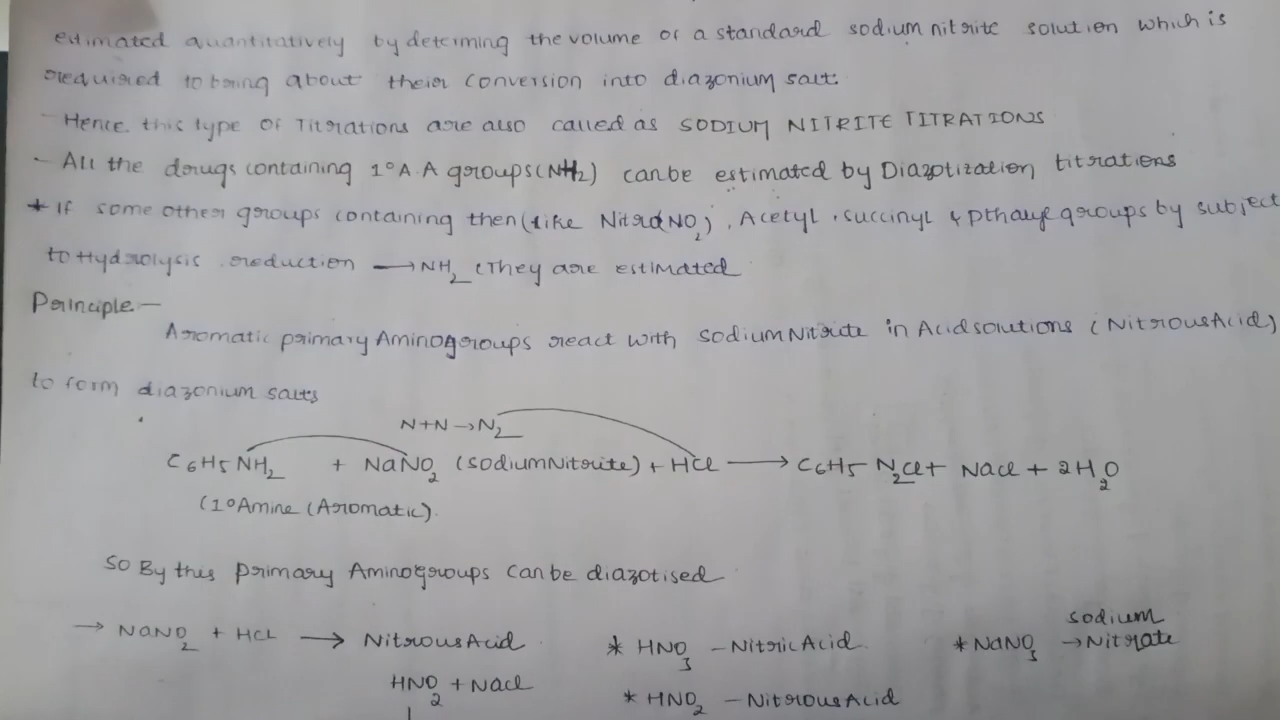 estimated quantitatively by determing the volume of a standard sodium nitrite solution which is
required to bring about their conversion into diazonium salt.
- Hence this type of Titrations are also called as SODIUM NITRITE TITRATIONS
- All the drugs containing 1° A.A groups (NH2) can be estimated by Diazotization titrations
* If some other groups containing then (like Nitro(NO2), Acetyl, succinyl & groups by subject
to Hydrolysis, reduction → NH2 (They are estimated
Principle -
Aromatic primary Amino groups react with sodium Nitrite in Acid solutions (Nitrous Acid)
to form diazonium salts
N+N → N2
C6H5 NH2 + NaNO2 (sodium Nitrite) + HCl → C6H5 N2Cl + NaCl + 2H2O
(1° Amine (Aromatic).
So By this primary Amino groups can be diazotised
→ NaNO2 + HCl → Nitrous Acid * HNO3 - Nitric Acid * NaNO3 → sodium Nitrate
HNO2 + NaCl * HNO2 - Nitrous Acid